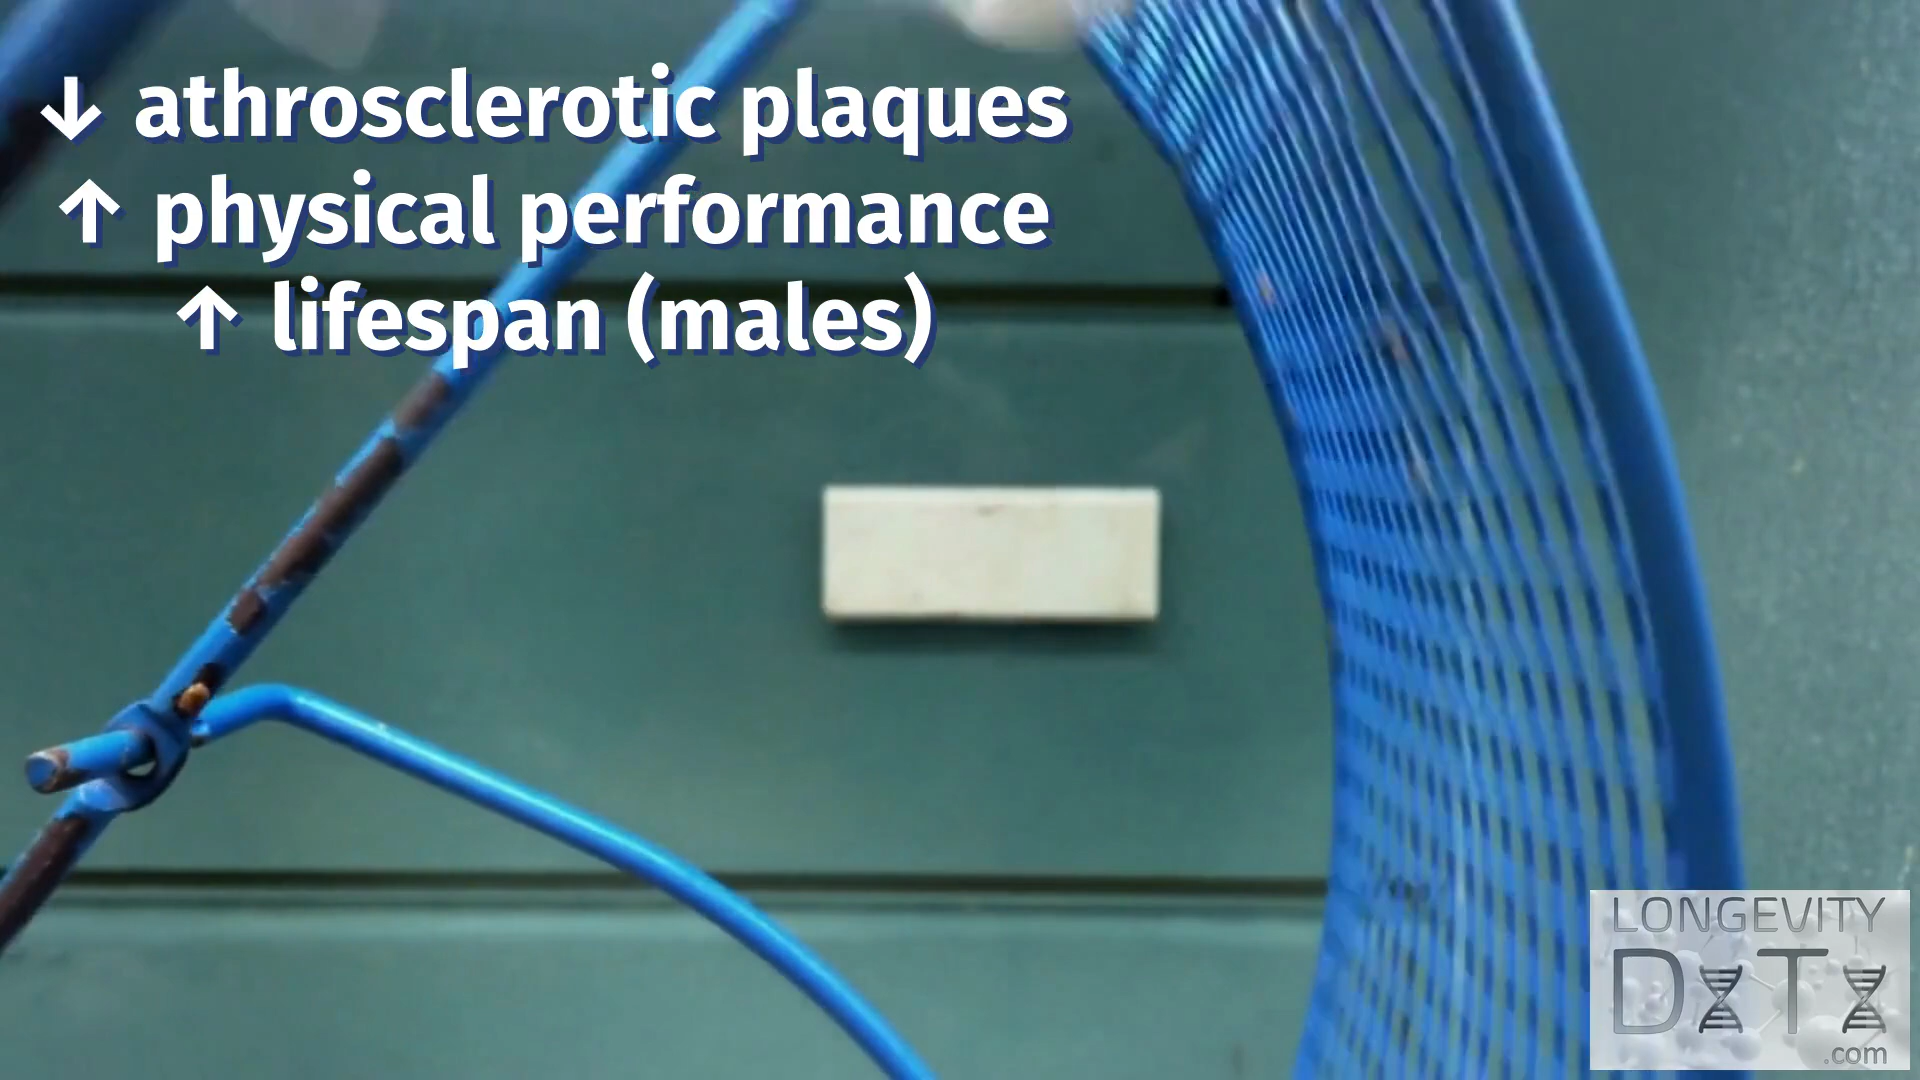 ↓ athrosclerotic plaques
↑ physical performance
↑ lifespan (males)
LONGEVITY
DATA
.com